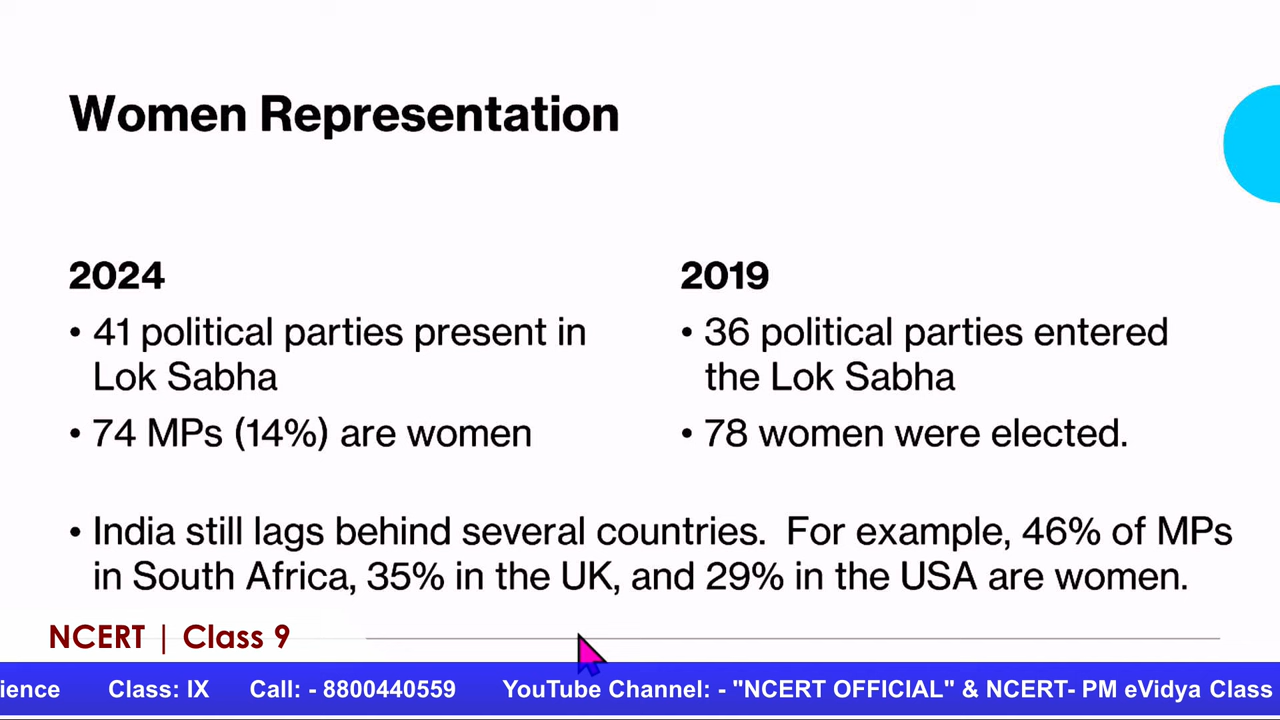 Women Representation
2024
• 41 political parties present in
Lok Sabha
• 74 MPs (14%) are women
2019
• 36 political parties entered
the Lok Sabha
• 78 women were elected.
• India still lags behind several countries. For example, 46% of MPs
in South Africa, 35% in the UK, and 29% in the USA are women.
NCERT | Class 9
ience Class: IX Call: - 8800440559 YouTube Channel: - "NCERT OFFICIAL" & NCERT- PM eVidya Class